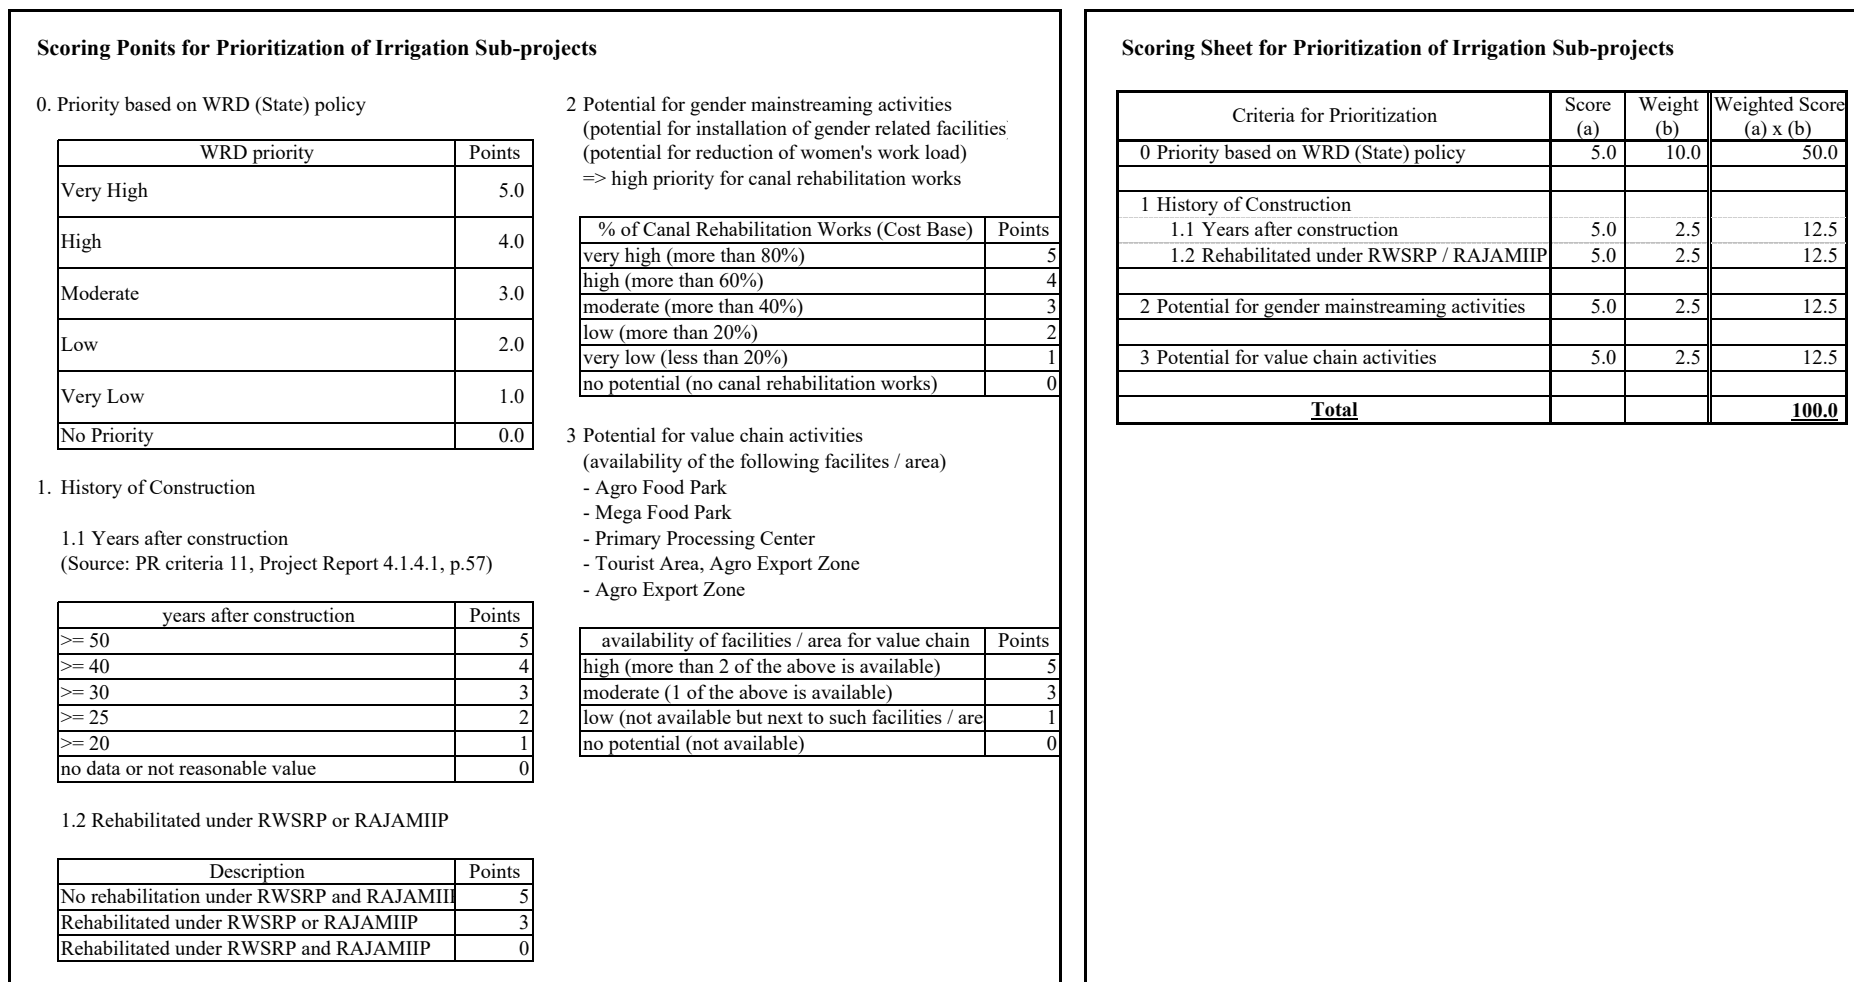 Scoring Ponits for Prioritization of Irrigation Sub-projects
0. Priority based on WRD (State) policy
WRD priority Points
Very High 5.0
High 4.0
Moderate 3.0
Low 2.0
Very Low 1.0
No Priority 0.0
1. History of Construction
1.1 Years after construction
(Source: PR criteria 11, Project Report 4.1.4.1, p.57)
years after construction Points
>= 50 5
>= 40 4
>= 30 3
>= 25 2
>= 20 1
no data or not reasonable value 0
1.2 Rehabilitated under RWSRP or RAJAMIIP
Description Points
No rehabilitation under RWSRP and RAJAMIIP 5
Rehabilitated under RWSRP or RAJAMIIP 3
Rehabilitated under RWSRP and RAJAMIIP 0
2 Potential for gender mainstreaming activities
(potential for installation of gender related facilities
(potential for reduction of women's work load)
=> high priority for canal rehabilitation works
% of Canal Rehabilitation Works (Cost Base) Points
very high (more than 80%) 5
high (more than 60%) 4
moderate (more than 40%) 3
low (more than 20%) 2
very low (less than 20%) 1
no potential (no canal rehabilitation works) 0
3 Potential for value chain activities
(availability of the following facilites / area)
- Agro Food Park
- Mega Food Park
- Primary Processing Center
- Tourist Area, Agro Export Zone
- Agro Export Zone
availability of facilities / area for value chain Points
high (more than 2 of the above is available) 5
moderate (1 of the above is available) 3
low (not available but next to such facilities / are 1
no potential (not available) 0
Scoring Sheet for Prioritization of Irrigation Sub-projects
Criteria for Prioritization Score Weight Weighted Score
(a) (b) (a) x (b)
0 Priority based on WRD (State) policy 5.0 10.0 50.0
1 History of Construction
1.1 Years after construction 5.0 2.5 12.5
1.2 Rehabilitated under RWSRP / RAJAMIIP 5.0 2.5 12.5
2 Potential for gender mainstreaming activities 5.0 2.5 12.5
3 Potential for value chain activities 5.0 2.5 12.5
Total 100.0